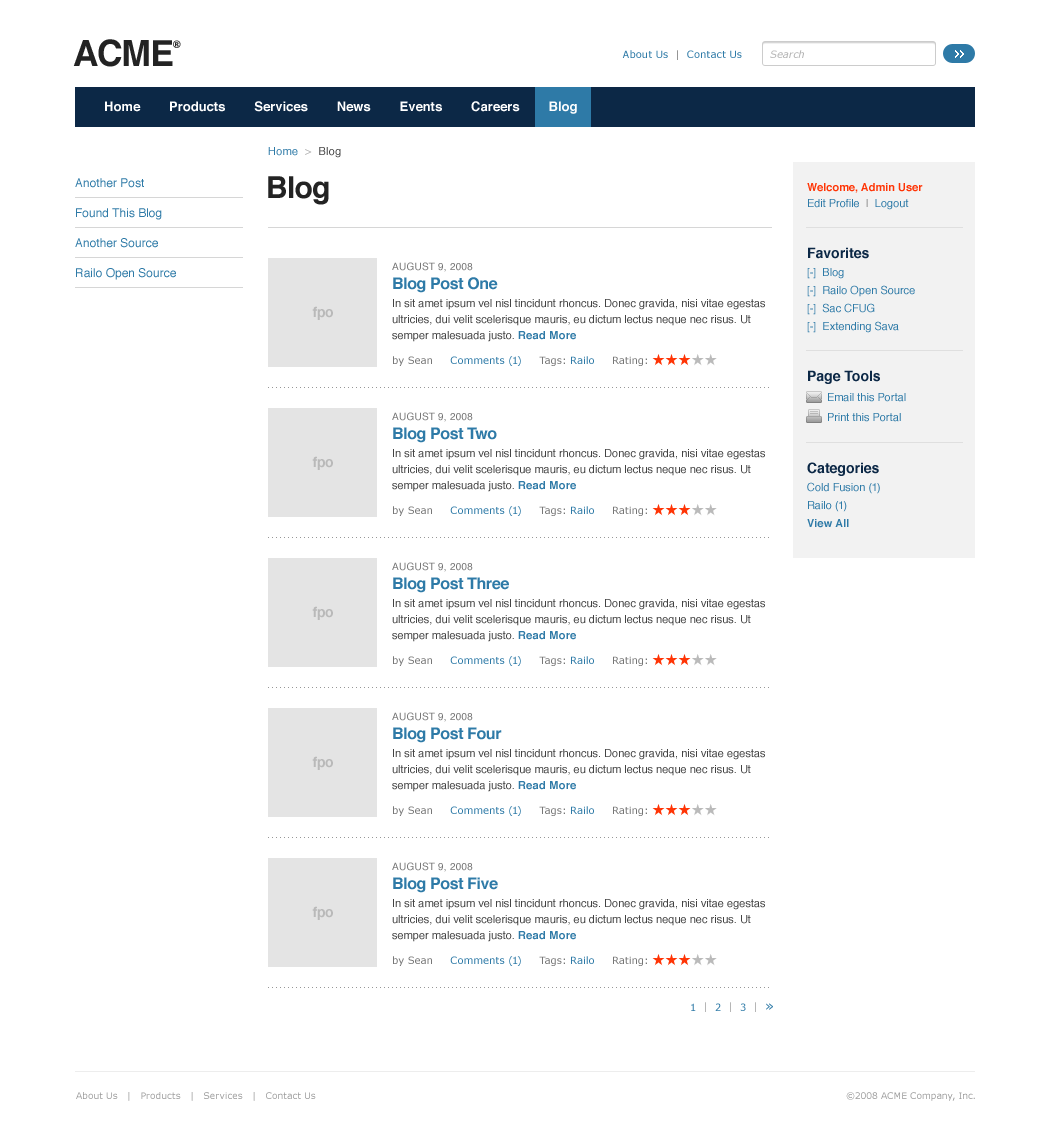 ACME®
About Us | Contact Us
Search
Home Products Services News Events Careers Blog
Home > Blog
Another Post
Found This Blog
Another Source
Railo Open Source
Blog
AUGUST 9, 2008
fpo
Blog Post One
In sit amet ipsum vel nisl tincidunt rhoncus. Donec gravida, nisi vitae egestas
ultricies, dui velit scelerisque mauris, eu dictum lectus neque nec risus. Ut
semper malesuada justo. Read More
by Sean Comments (1) Tags: Railo Rating:
AUGUST 9, 2008
fpo
Blog Post Two
In sit amet ipsum vel nisl tincidunt rhoncus. Donec gravida, nisi vitae egestas
ultricies, dui velit scelerisque mauris, eu dictum lectus neque nec risus. Ut
semper malesuada justo. Read More
by Sean Comments (1) Tags: Railo Rating:
AUGUST 9, 2008
fpo
Blog Post Three
In sit amet ipsum vel nisl tincidunt rhoncus. Donec gravida, nisi vitae egestas
ultricies, dui velit scelerisque mauris, eu dictum lectus neque nec risus. Ut
semper malesuada justo. Read More
by Sean Comments (1) Tags: Railo Rating:
AUGUST 9, 2008
fpo
Blog Post Four
In sit amet ipsum vel nisl tincidunt rhoncus. Donec gravida, nisi vitae egestas
ultricies, dui velit scelerisque mauris, eu dictum lectus neque nec risus. Ut
semper malesuada justo. Read More
by Sean Comments (1) Tags: Railo Rating:
AUGUST 9, 2008
fpo
Blog Post Five
In sit amet ipsum vel nisl tincidunt rhoncus. Donec gravida, nisi vitae egestas
ultricies, dui velit scelerisque mauris, eu dictum lectus neque nec risus. Ut
semper malesuada justo. Read More
by Sean Comments (1) Tags: Railo Rating:
1 | 2 | 3 | »
Welcome, Admin User
Edit Profile | Logout
Favorites
[-] Blog
[-] Railo Open Source
[-] Sac CFUG
[-] Extending Sava
Page Tools
Email this Portal
Print this Portal
Categories
Cold Fusion (1)
Railo (1)
View All
About Us | Products | Services | Contact Us
©2008 ACME Company, Inc.